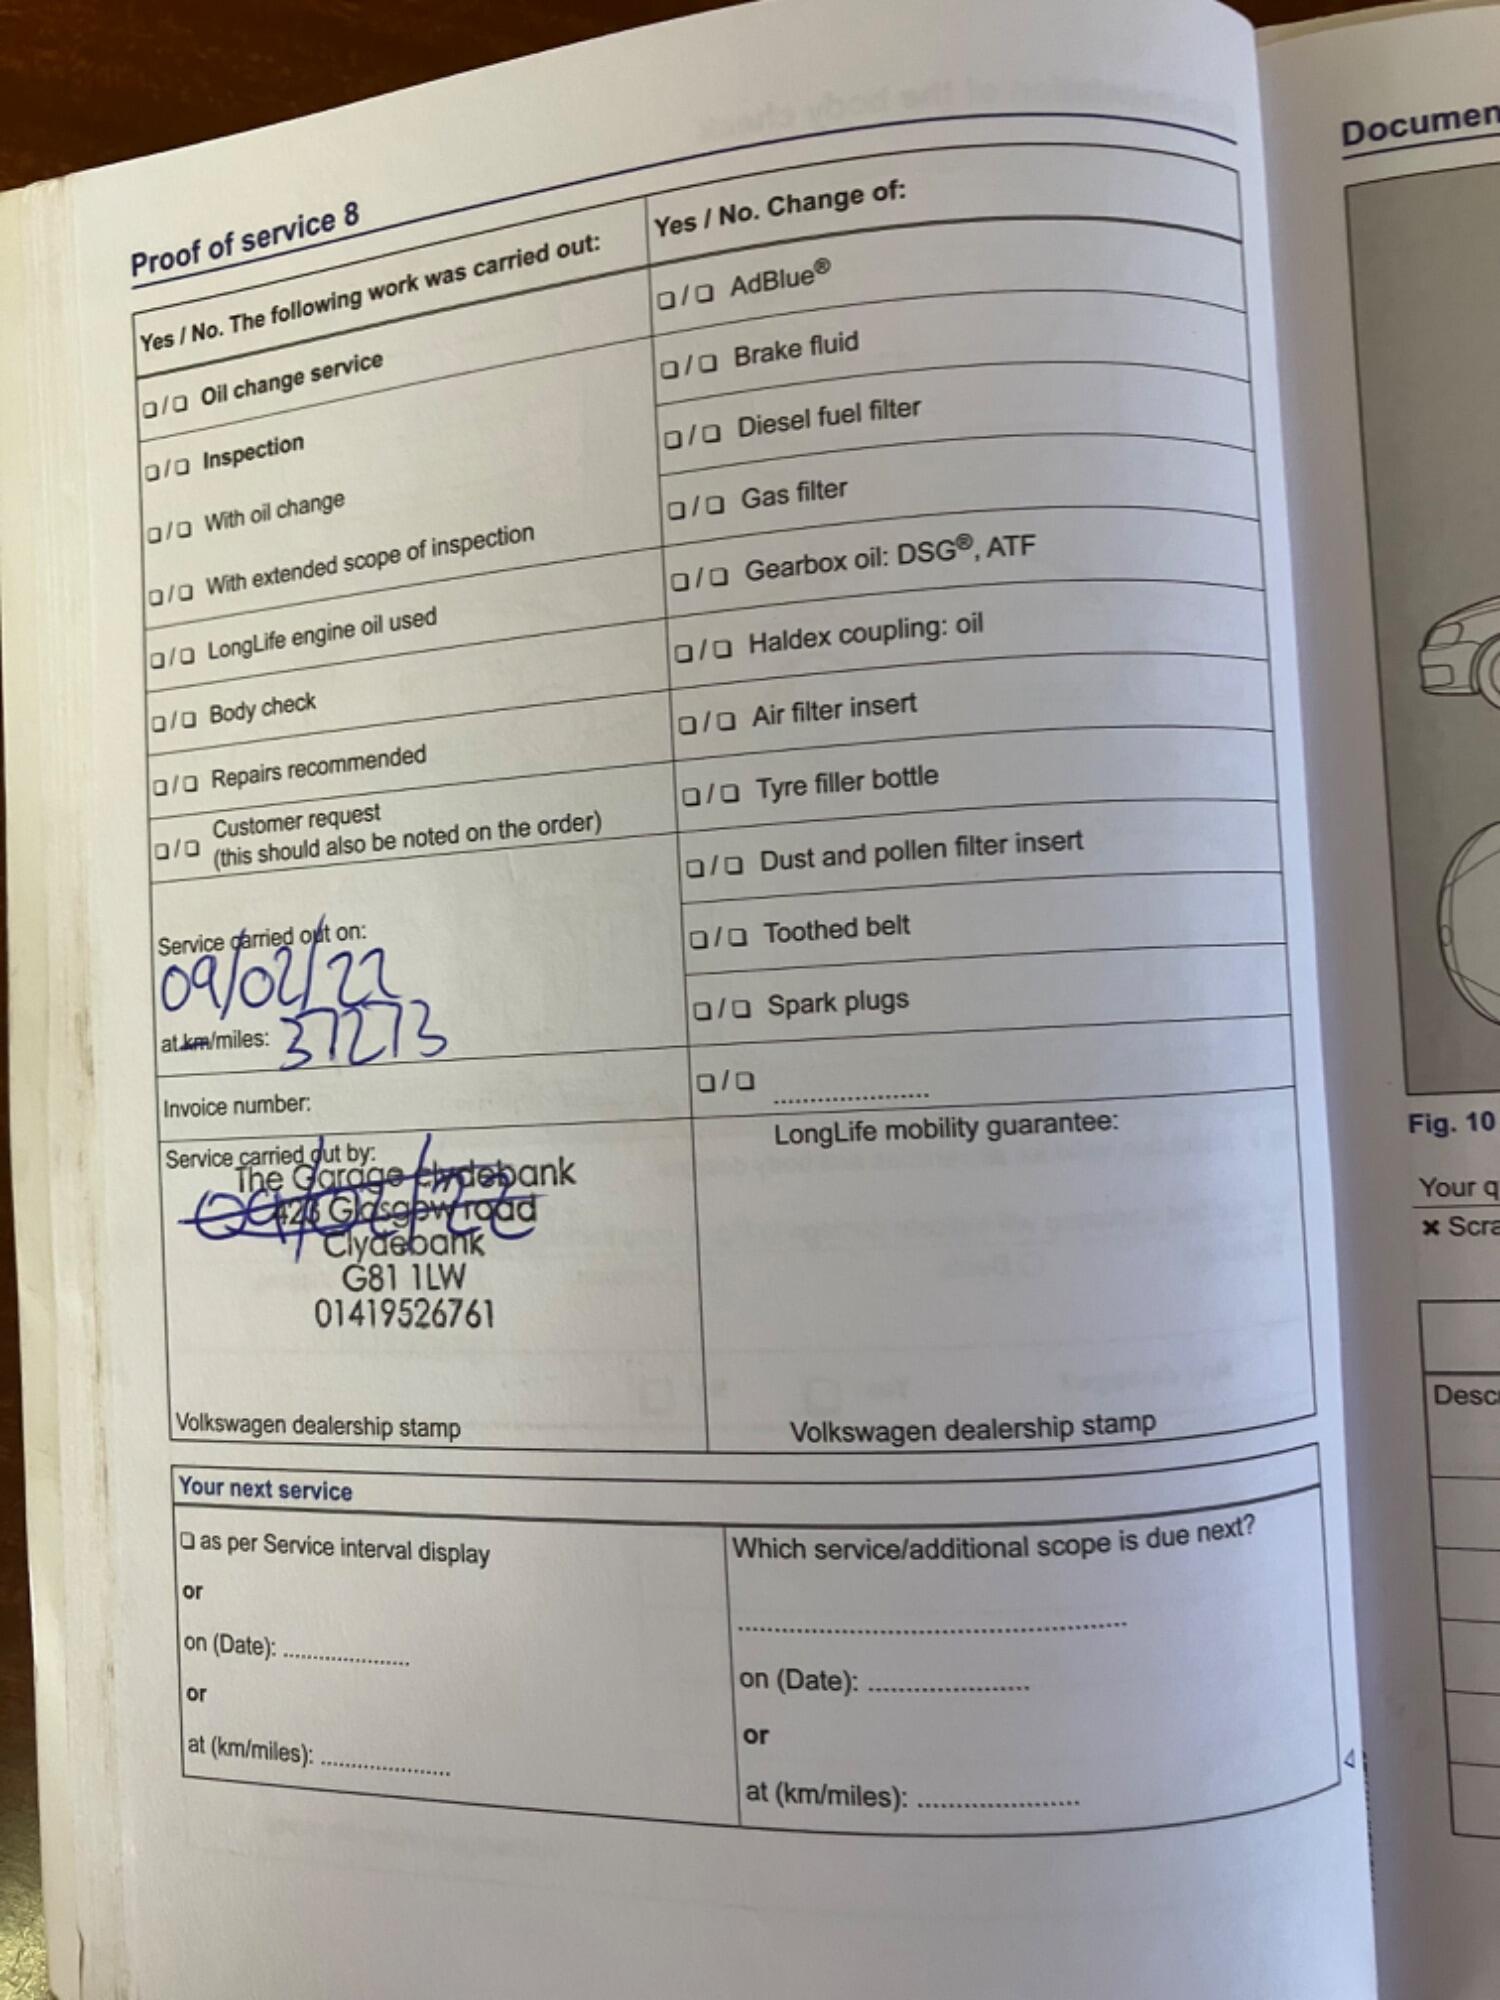 Proof of service 8
Yes / No. The following work was carried out:
❑ / ❑ Oil change service
❑ / ❑ Inspection
❑ / ❑ With oil change
❑ / ❑ With extended scope of inspection
❑ / ❑ LongLife engine oil used
❑ / ❑ Body check
❑ / ❑ Repairs recommended
❑ / ❑ Customer request
(this should also be noted on the order)
Service carried out on:
09/02/22
at km/miles: 37273
Invoice number:
Service carried out by:
The Garage Clydebank
423 Glasgow road
09/02/22
Clydebank
G81 1LW
01419526761
Volkswagen dealership stamp
Yes / No. Change of:
❑ / ❑ AdBlue®
❑ / ❑ Brake fluid
❑ / ❑ Diesel fuel filter
❑ / ❑ Gas filter
❑ / ❑ Gearbox oil: DSG®, ATF
❑ / ❑ Haldex coupling: oil
❑ / ❑ Air filter insert
❑ / ❑ Tyre filler bottle
❑ / ❑ Dust and pollen filter insert
❑ / ❑ Toothed belt
❑ / ❑ Spark plugs
❑ / ❑ ......................
LongLife mobility guarantee:
Volkswagen dealership stamp
Your next service
❑ as per Service interval display
or
on (Date): .....................
or
at (km/miles): .....................
Which service/additional scope is due next?
.....................................................
on (Date): .....................
or
at (km/miles): .....................
Documen
Fig. 10
Your q
× Scra
Desc